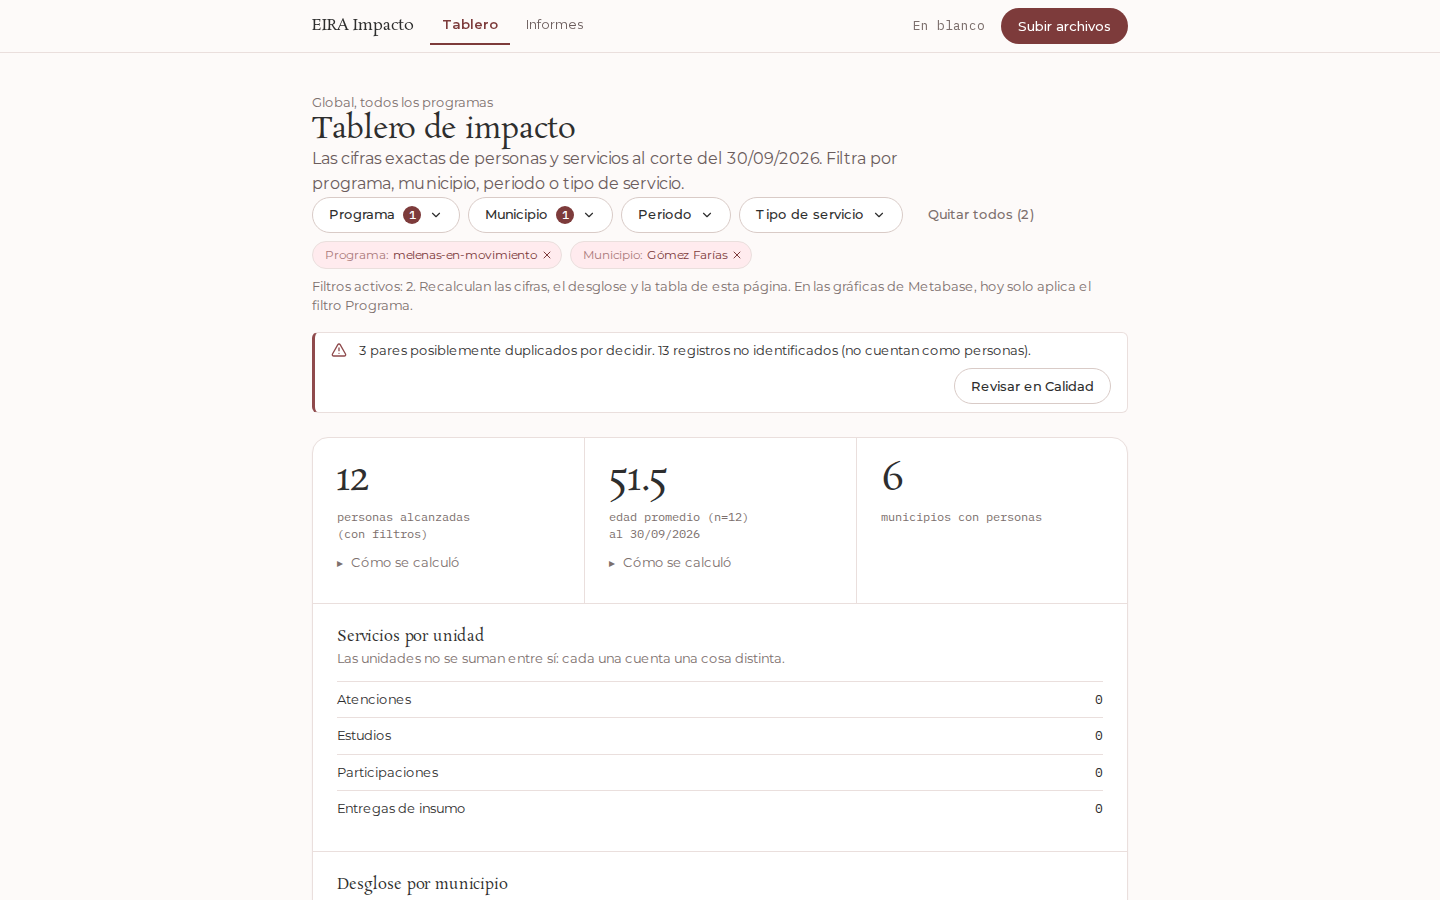 EIRA Impacto
Tablero
Informes
En blanco
Subir archivos
Global, todos los programas
Tablero de impacto
Las cifras exactas de personas y servicios al corte del 30/09/2026. Filtra por
programa, municipio, periodo o tipo de servicio.
Programa 1
Municipio 1
Periodo
Tipo de servicio
Quitar todos (2)
Programa: melenas-en-movimiento
Municipio: Gómez Farías
Filtros activos: 2. Recalculan las cifras, el desglose y la tabla de esta página. En las gráficas de Metabase, hoy solo aplica el
filtro Programa.
3 pares posiblemente duplicados por decidir. 13 registros no identificados (no cuentan como personas).
Revisar en Calidad
12
personas alcanzadas
(con filtros)
Cómo se calculó
51.5
edad promedio (n=12)
al 30/09/2026
Cómo se calculó
6
municipios con personas
Servicios por unidad
Las unidades no se suman entre sí: cada una cuenta una cosa distinta.
Atenciones 0
Estudios 0
Participaciones 0
Entregas de insumo 0
Desglose por municipio